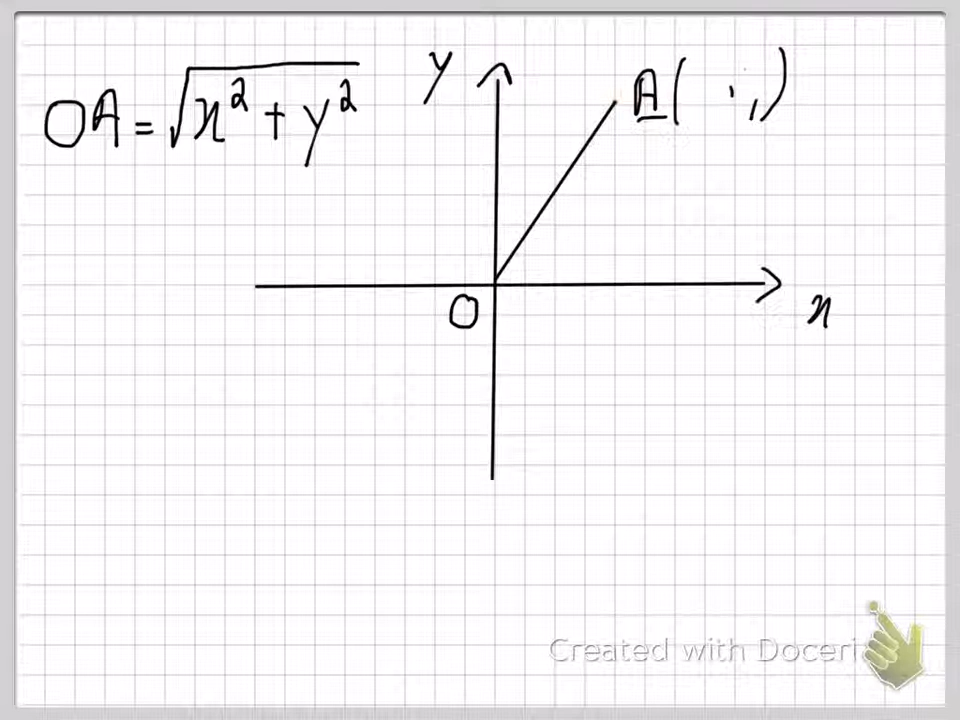 OA = √x² + y²
y
A( , )
O
x
Created with Doceri